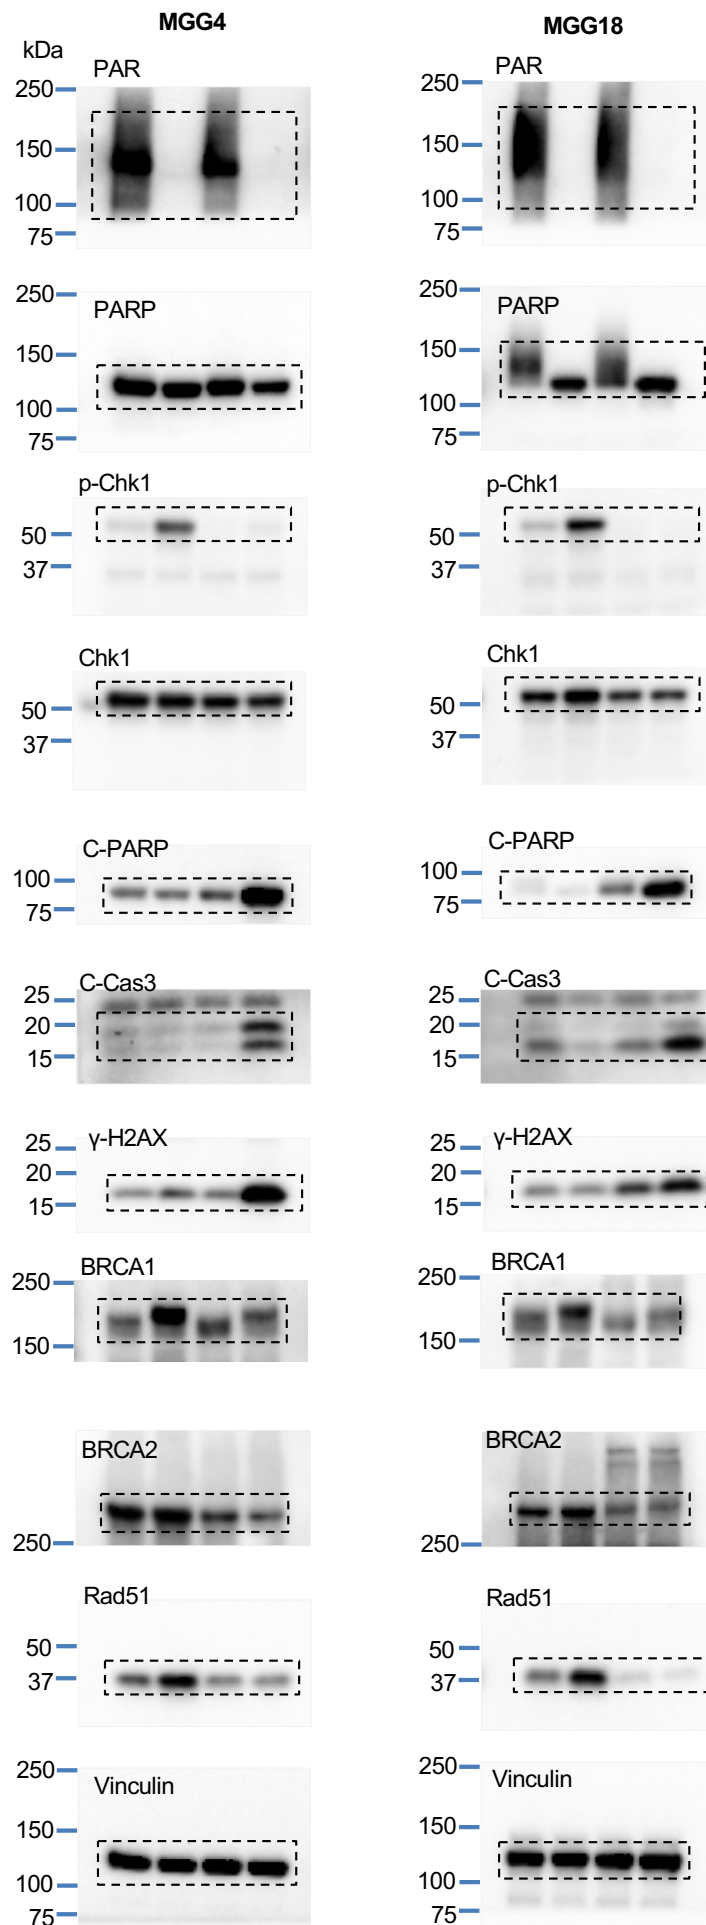 MGG4
kDa
PAR
250
150
100
75
PARP
250
150
100
75
p-Chk1
50
37
Chk1
50
37
C-PARP
100
75
C-Cas3
25
20
15
γ-H2AX
25
20
15
BRCA1
250
150
BRCA2
250
Rad51
50
37
Vinculin
250
150
100
75
MGG18
PAR
250
150
100
75
PARP
250
150
100
75
p-Chk1
50
37
Chk1
50
37
C-PARP
100
75
C-Cas3
25
20
15
γ-H2AX
25
20
15
BRCA1
250
150
BRCA2
250
Rad51
50
37
Vinculin
250
150
100
75